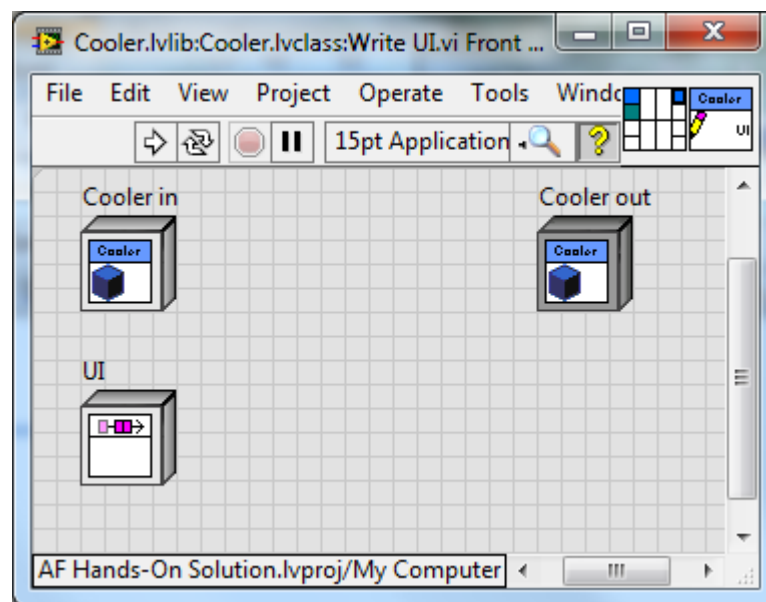 Cooler.lvlib:Cooler.lvclass:Write UI.vi Front ...
File Edit View Project Operate Tools Windo
Cooler
UI
15pt Application
Cooler in
Cooler out
Cooler
Cooler
UI
AF Hands-On Solution.lvproj/My Computer